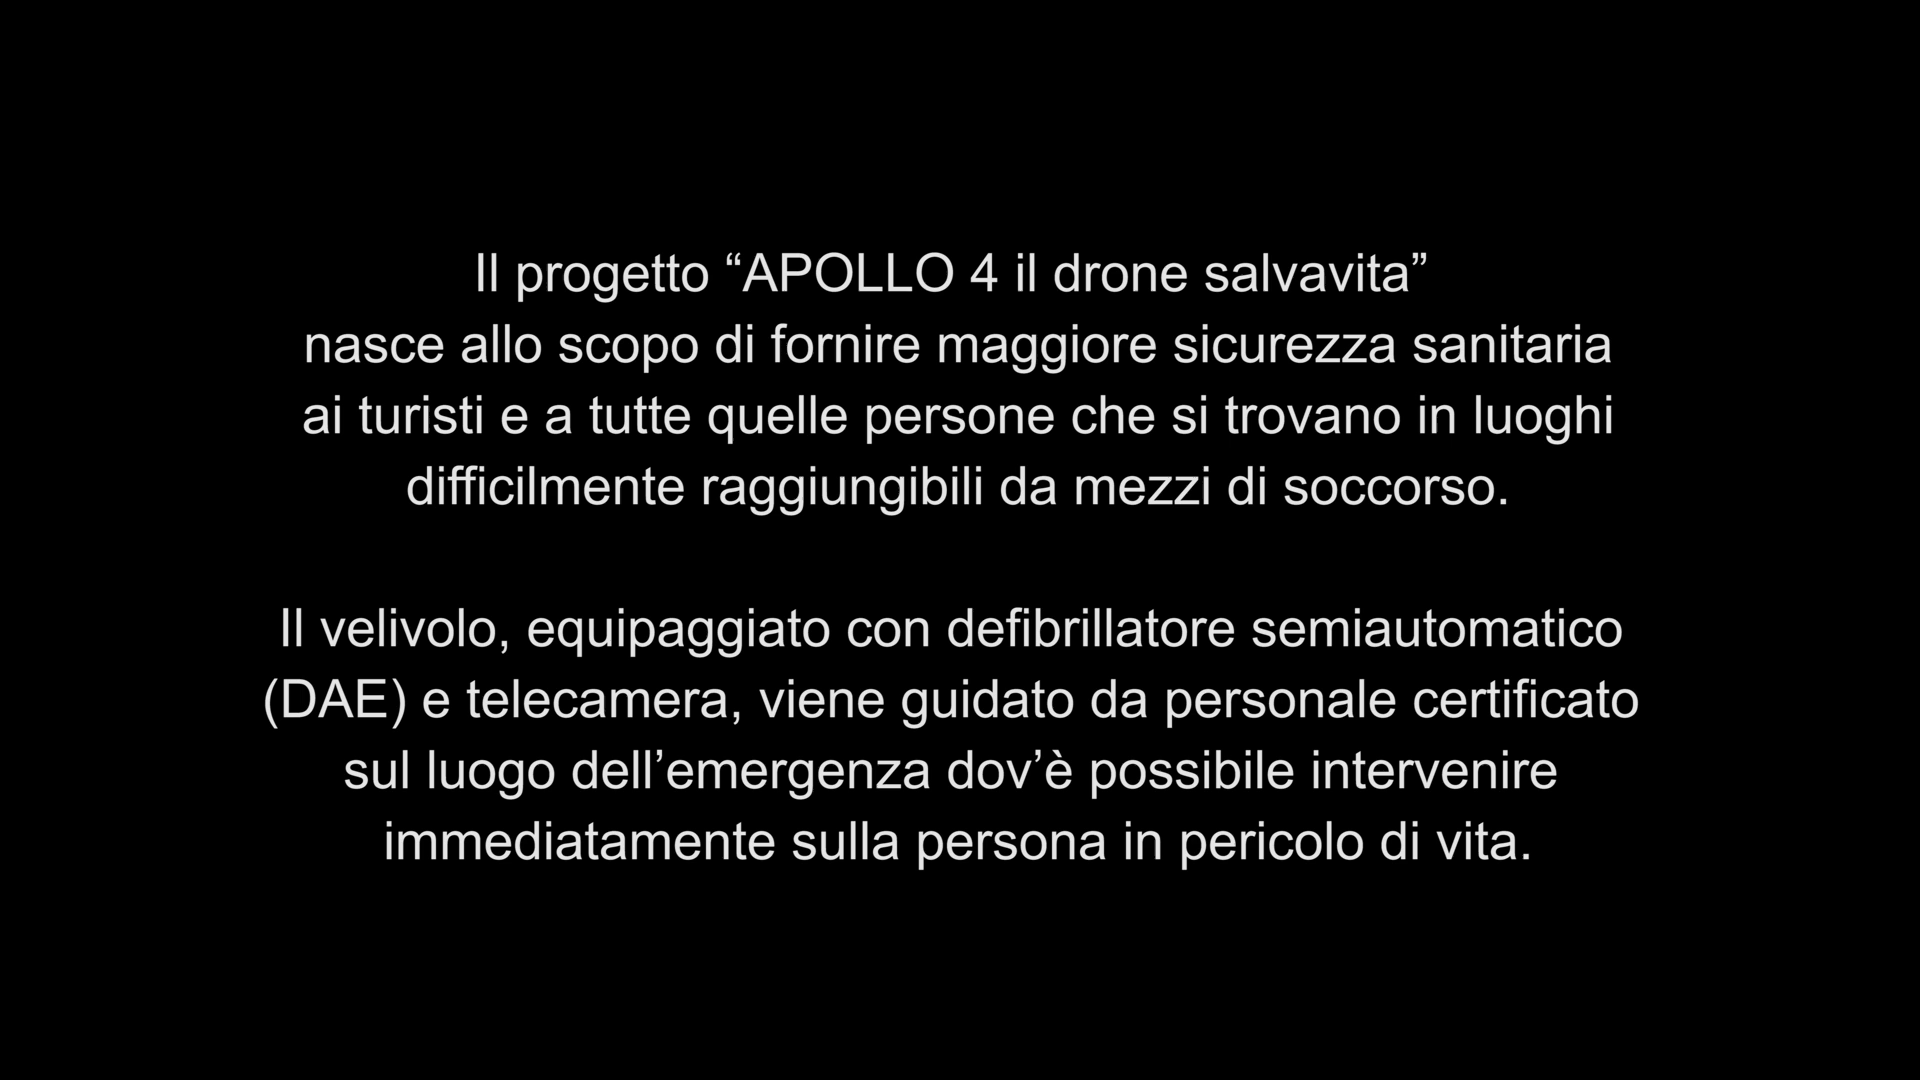 Il progetto “APOLLO 4 il drone salvavita”
nasce allo scopo di fornire maggiore sicurezza sanitaria
ai turisti e a tutte quelle persone che si trovano in luoghi
difficilmente raggiungibili da mezzi di soccorso.
Il velivolo, equipaggiato con defibrillatore semiautomatico
(DAE) e telecamera, viene guidato da personale certificato
sul luogo dell’emergenza dov’è possibile intervenire
immediatamente sulla persona in pericolo di vita.